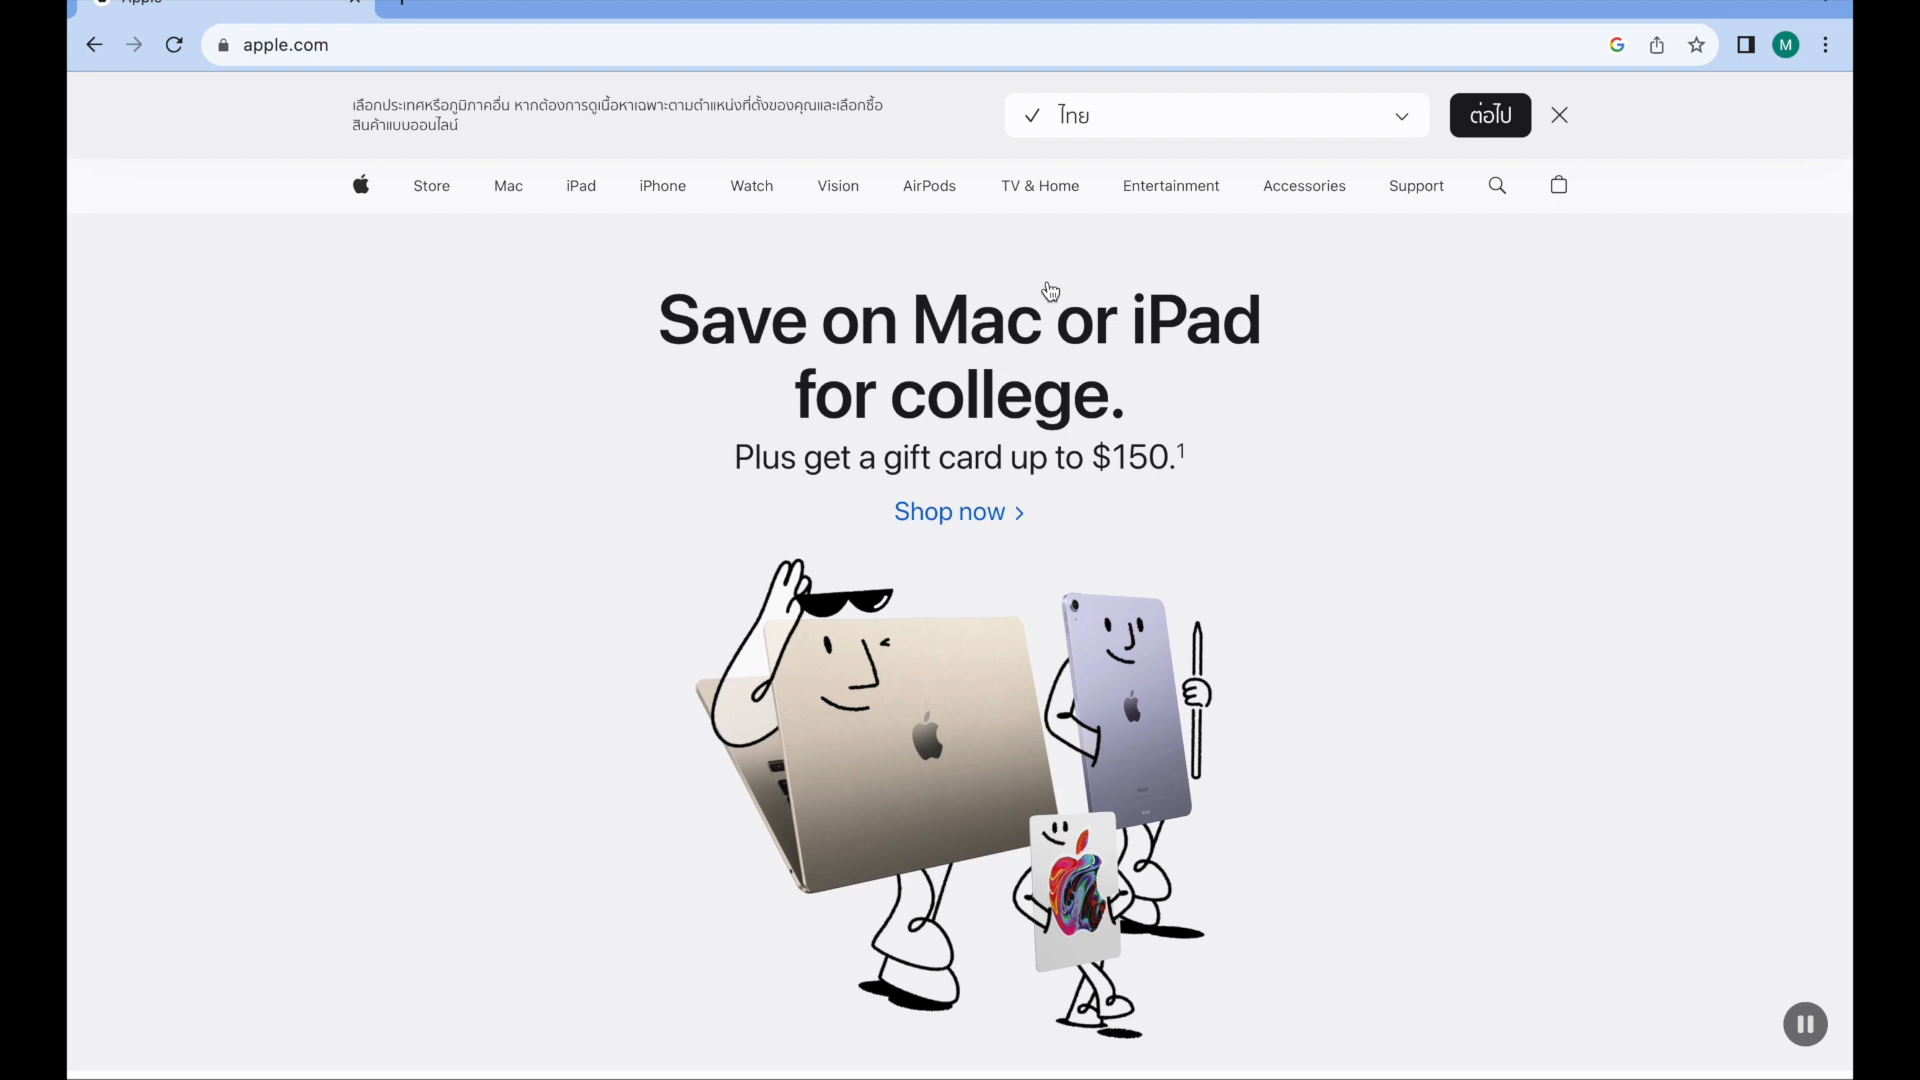 apple.com
M
เลือกประเทศหรือภูมิภาคอื่น หากต้องการดูเนื้อหาเฉพาะตามตำแหน่งที่ตั้งของคุณและเลือกซื้อ
สินค้าแบบออนไลน์
ไทย
ต่อไป
Store Mac iPad iPhone Watch Vision AirPods TV & Home Entertainment Accessories Support
Save on Mac or iPad
for college.
Plus get a gift card up to $150.¹
Shop now >